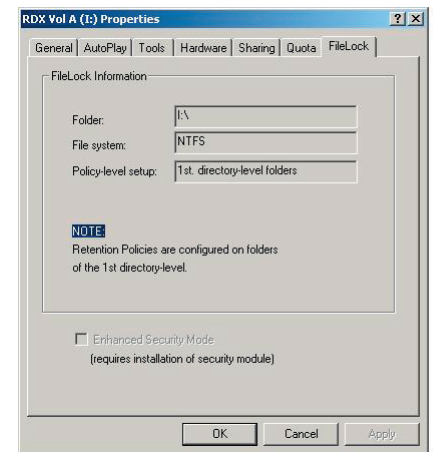 RDX Vol A (I:) Properties
General AutoPlay Tools Hardware Sharing Quota FileLock
FileLock Information
Folder: I:\
File system: NTFS
Policy-level setup: 1st. directory-level folders
NOTE:
Retention Policies are configured on folders
of the 1st directory-level.
Enhanced Security Mode
(requires installation of security module)
OK Cancel Apply